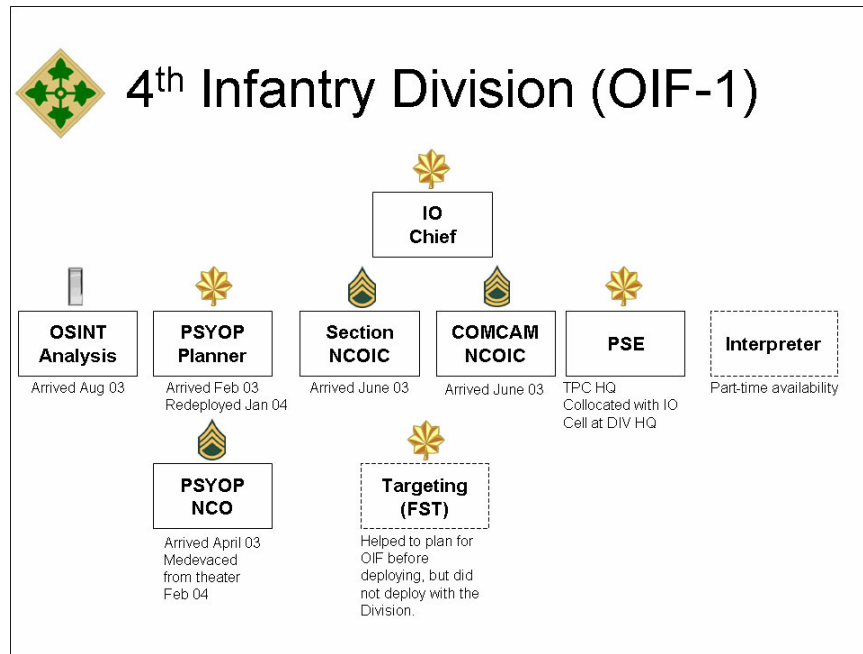 4th Infantry Division (OIF-1)
IO
Chief
OSINT
Analysis
Arrived Aug 03
PSYOP
Planner
Arrived Feb 03
Redeployed Jan 04
Section
NCOIC
Arrived June 03
COMCAM
NCOIC
Arrived June 03
PSE
TPC HQ
Collocated with IO
Cell at DIV HQ
Interpreter
Part-time availability
PSYOP
NCO
Arrived April 03
Medevaced
from theater
Feb 04
Targeting
(FST)
Helped to plan for
OIF before
deploying, but did
not deploy with the
Division.